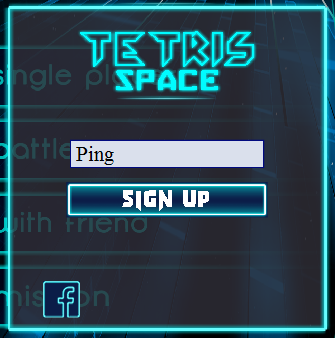 TETRIS
SPACE
single pl
battle
Ping
SIGN UP
with friend
mission
f